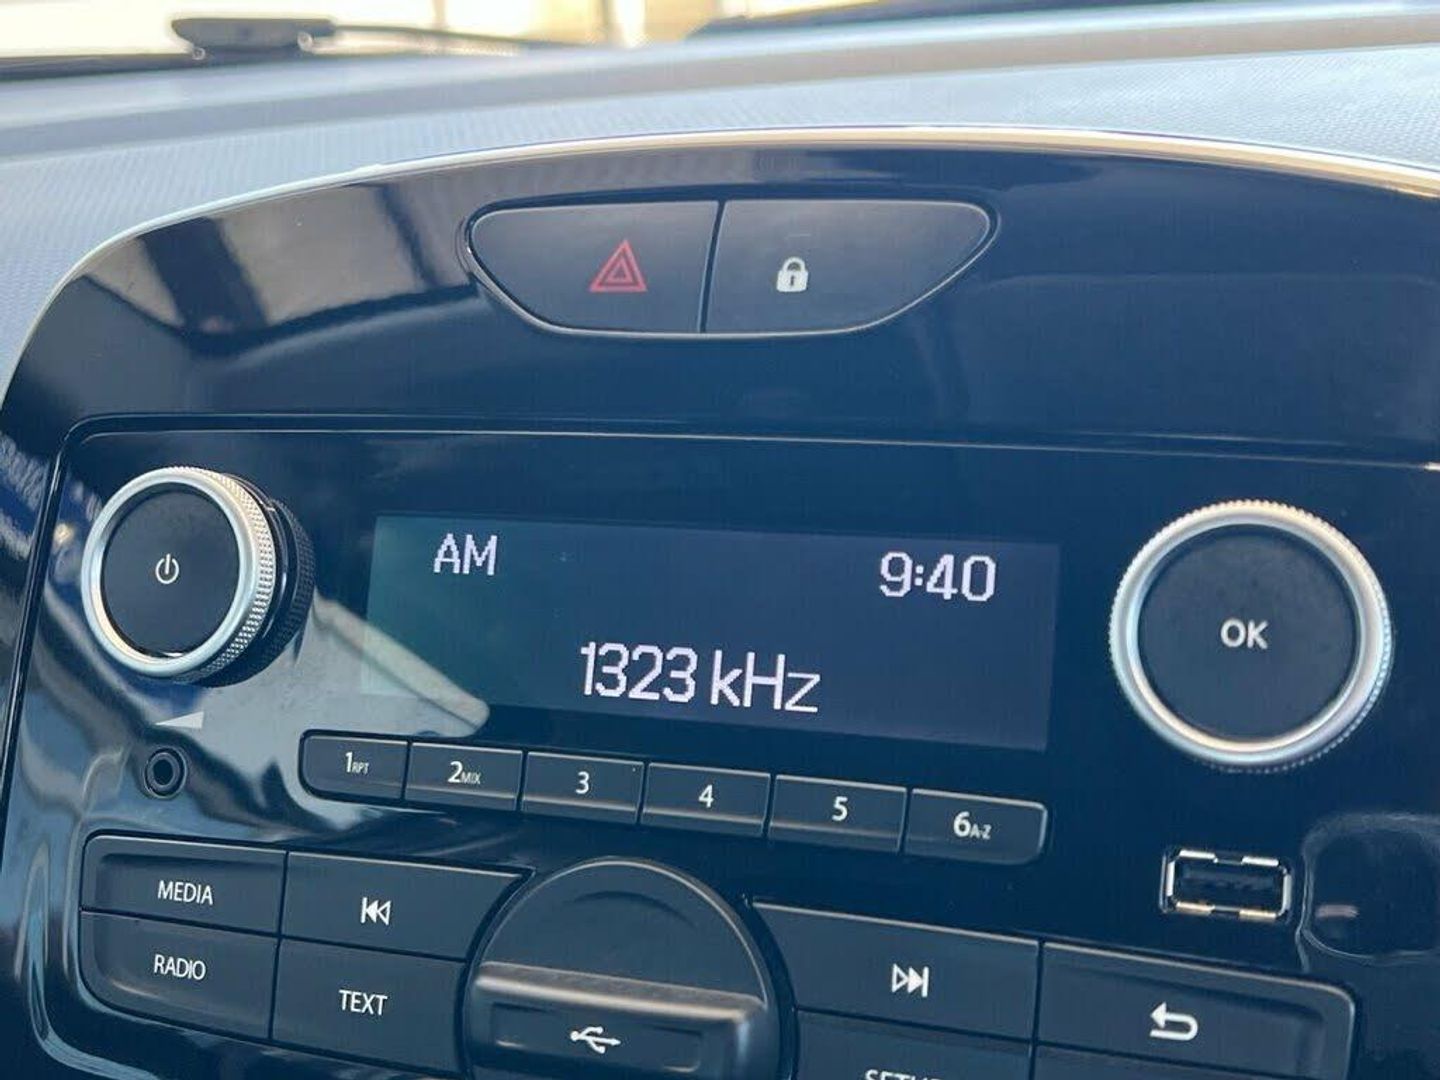 AM
9:40
1323 kHz
OK
1RPT
2MIX
3
4
5
6A-Z
MEDIA
RADIO
TEXT